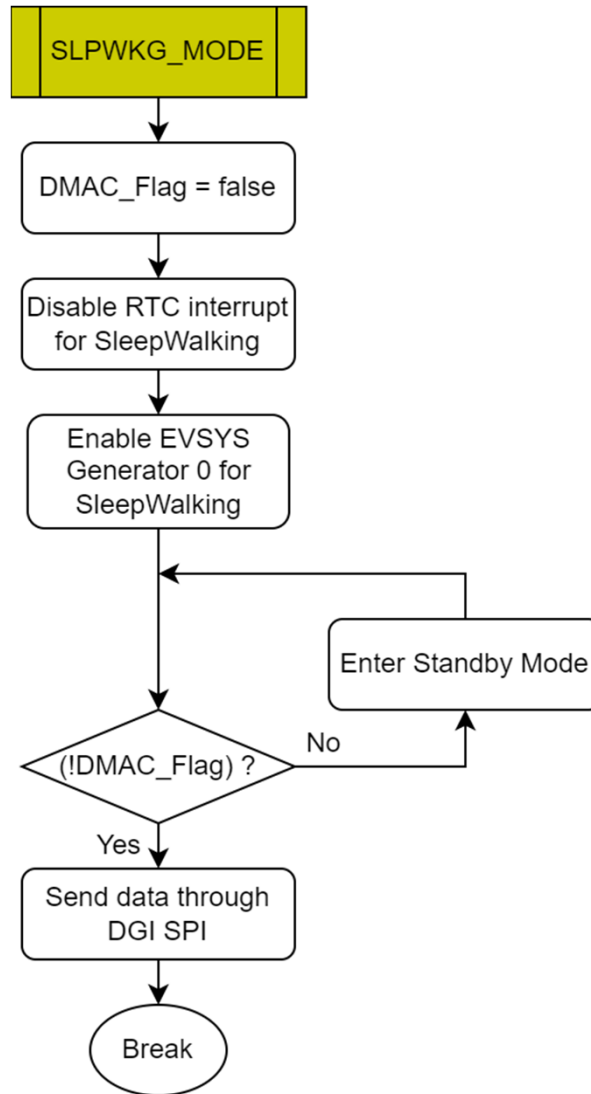 SLPWKG_MODE
DMAC_Flag = false
Disable RTC interrupt
for SleepWalking
Enable EVSYS
Generator 0 for
SleepWalking
Enter Standby Mode
(!DMAC_Flag) ?
No
Yes
Send data through
DGI SPI
Break